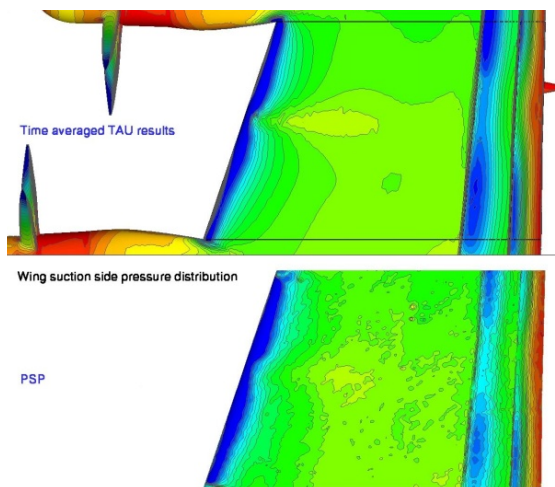 Time averaged TAU results
Wing suction side pressure distribution
PSP